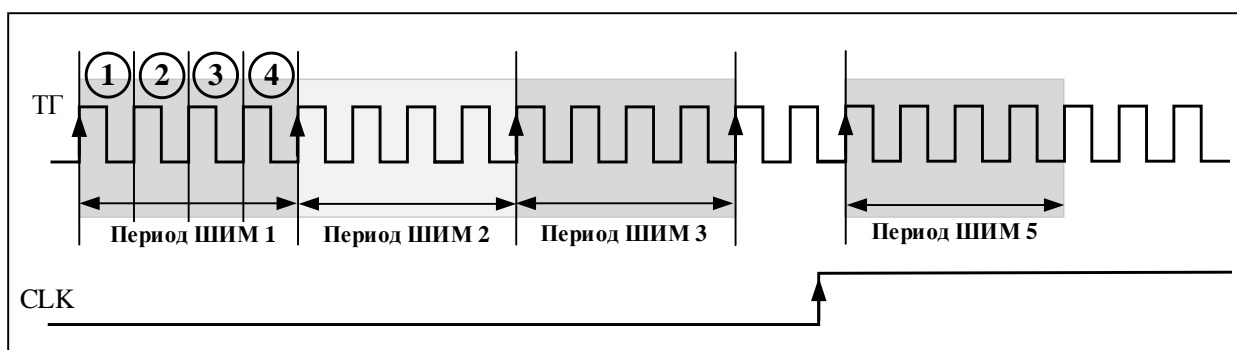 1 2 3 4
ТГ
Период ШИМ 1 Период ШИМ 2 Период ШИМ 3 Период ШИМ 5
CLK